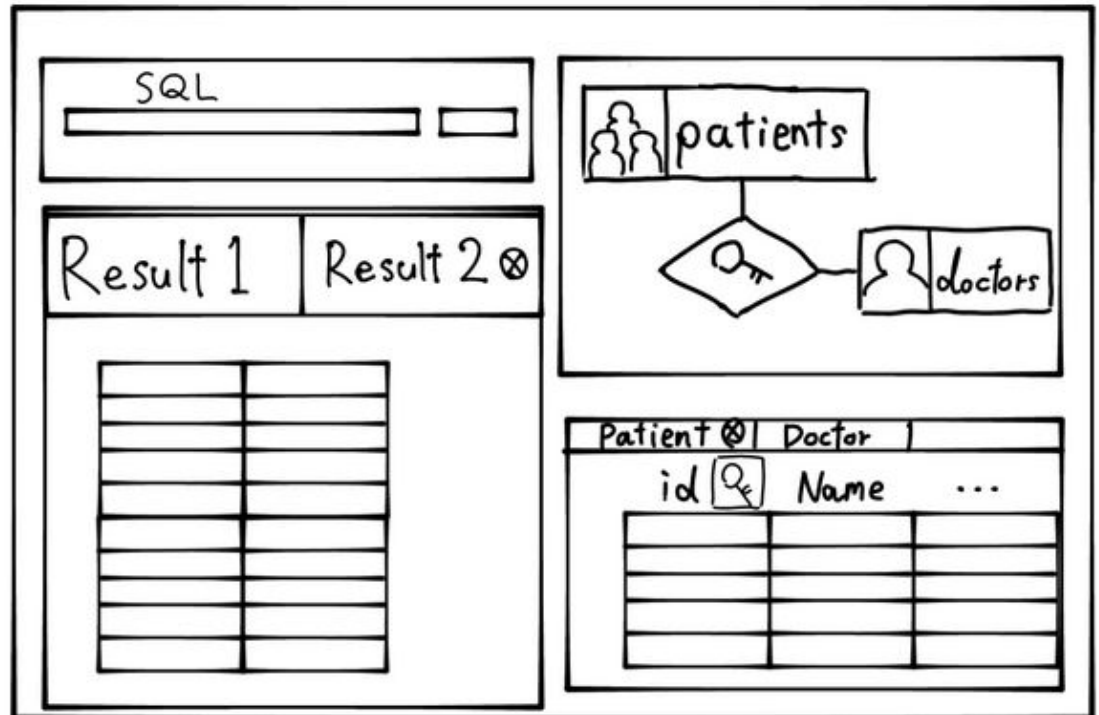 SQL
Result 1
Result 2
patients
doctors
Patient
Doctor
id
Name
...